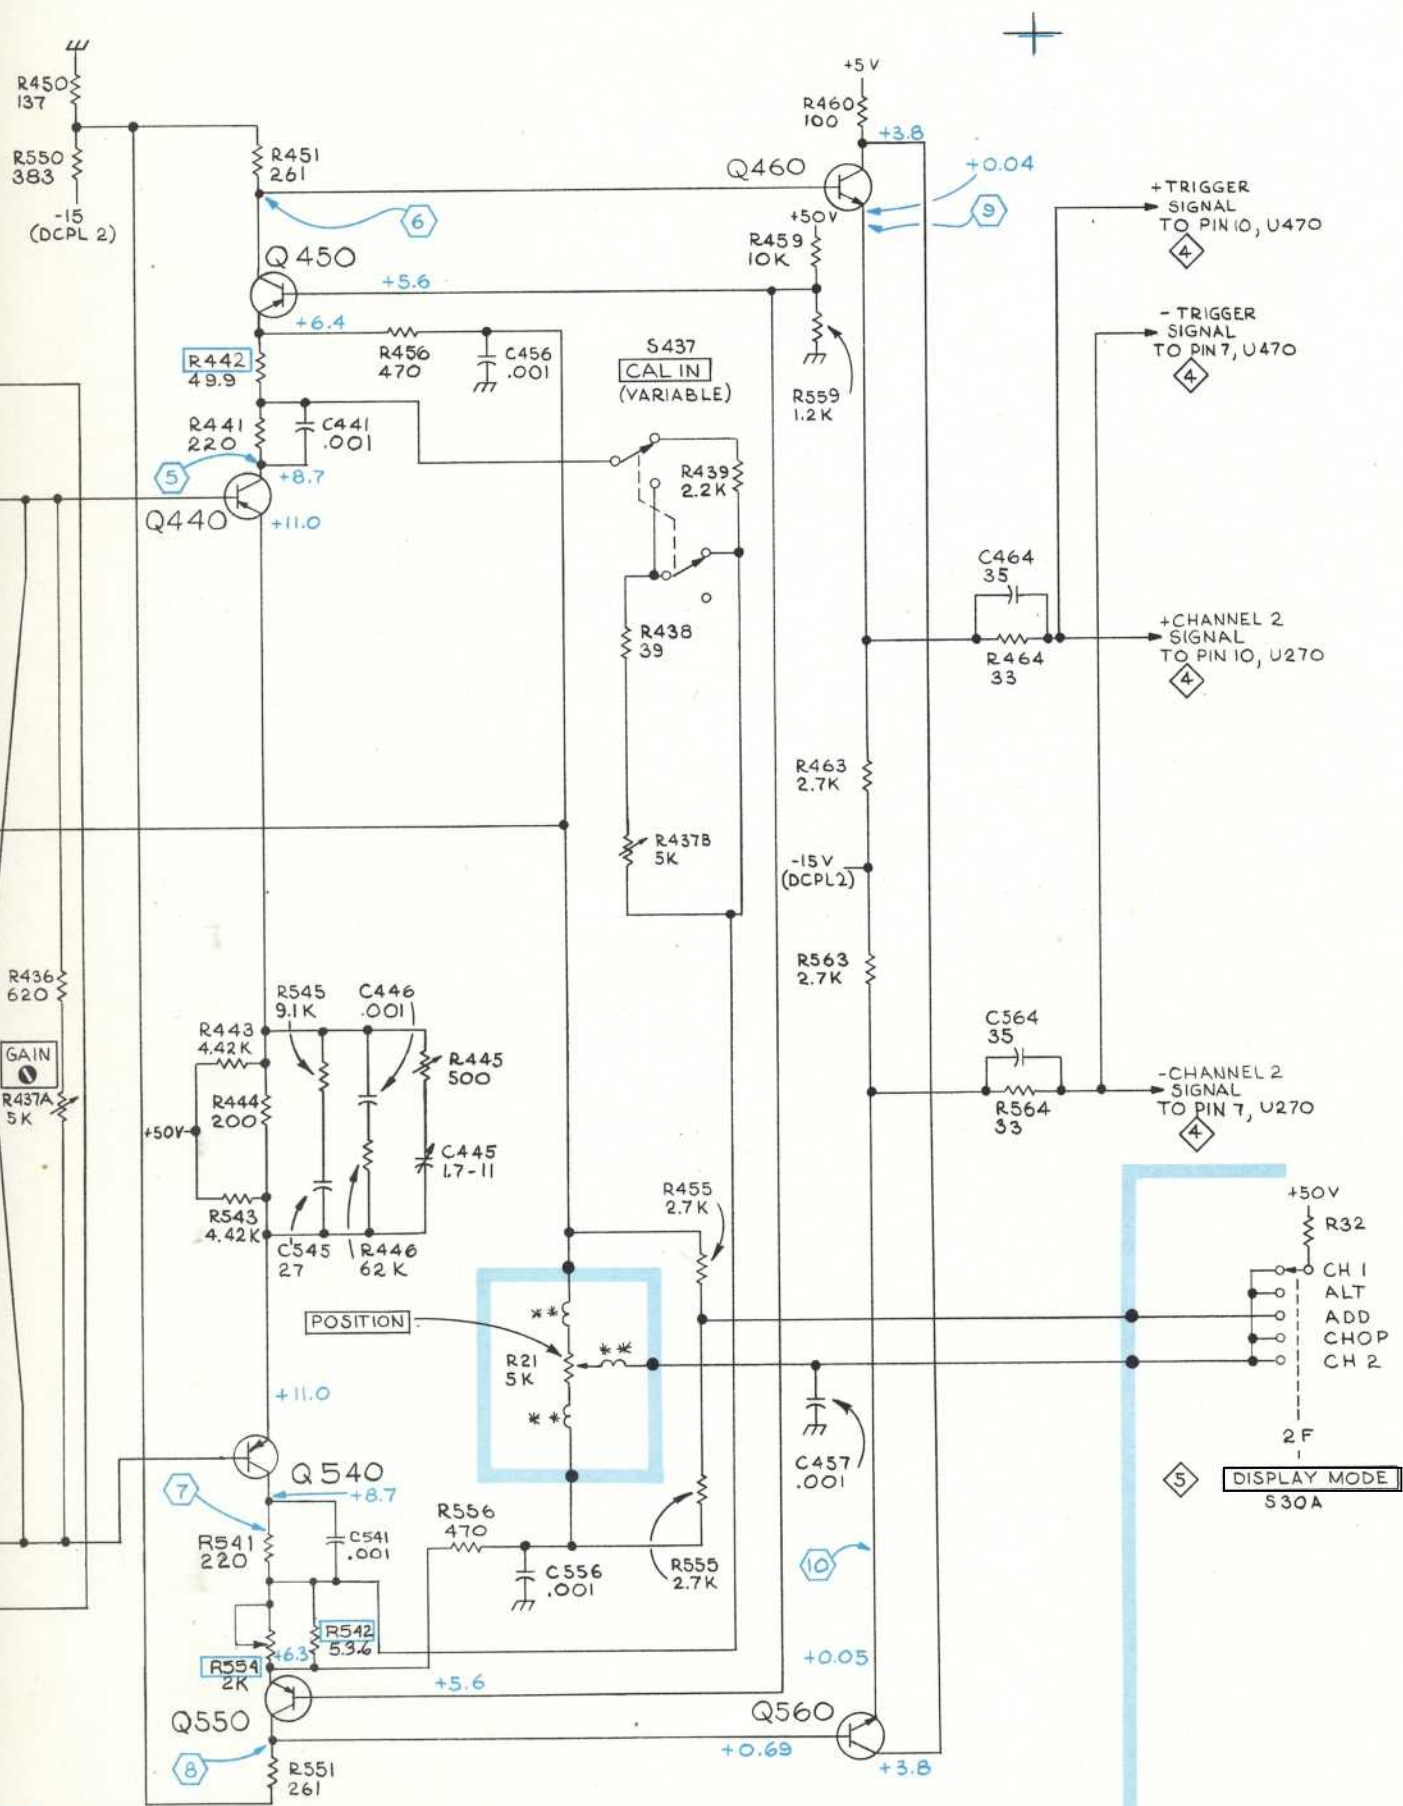 R450
137
R550
383
-15
(DCPL 2)
R451
261
6
Q450
+5.6
+6.4
R442
49.9
R456
470
C456
.001
R441
220
C441
.001
5
+8.7
Q440
+11.0
+5V
R460
100
+3.8
Q460
+0.04
9
+50V
R459
10K
R559
1.2K
S437
CAL IN
(VARIABLE)
R439
2.2K
R438
39
R437B
5K
+TRIGGER
SIGNAL
TO PIN 10, U470
4
- TRIGGER
SIGNAL
TO PIN 7, U470
4
C464
35
R464
33
+CHANNEL 2
SIGNAL
TO PIN 10, U270
4
R463
2.7K
-15V
(DCPL2)
R563
2.7K
C564
35
R564
33
-CHANNEL 2
SIGNAL
TO PIN 7, U270
4
R436
620
GAIN
R437A
5K
R545
9.1K
C446
.001
R443
4.42K
R445
500
R444
200
+50V
C445
1.7-11
R543
4.42K
C545
27
R446
62K
R455
2.7K
POSITION
**
R21
5K
**
**
+50V
R32
CH 1
ALT
ADD
CHOP
CH 2
2F
5
DISPLAY MODE
S30A
C457
.001
+11.0
Q540
+8.7
7
R541
220
C541
.001
R556
470
C556
.001
R555
2.7K
10
R542
53.6
R554
2K
+6.3
+5.6
+0.05
Q550
Q560
8
+0.69
+3.8
R551
261